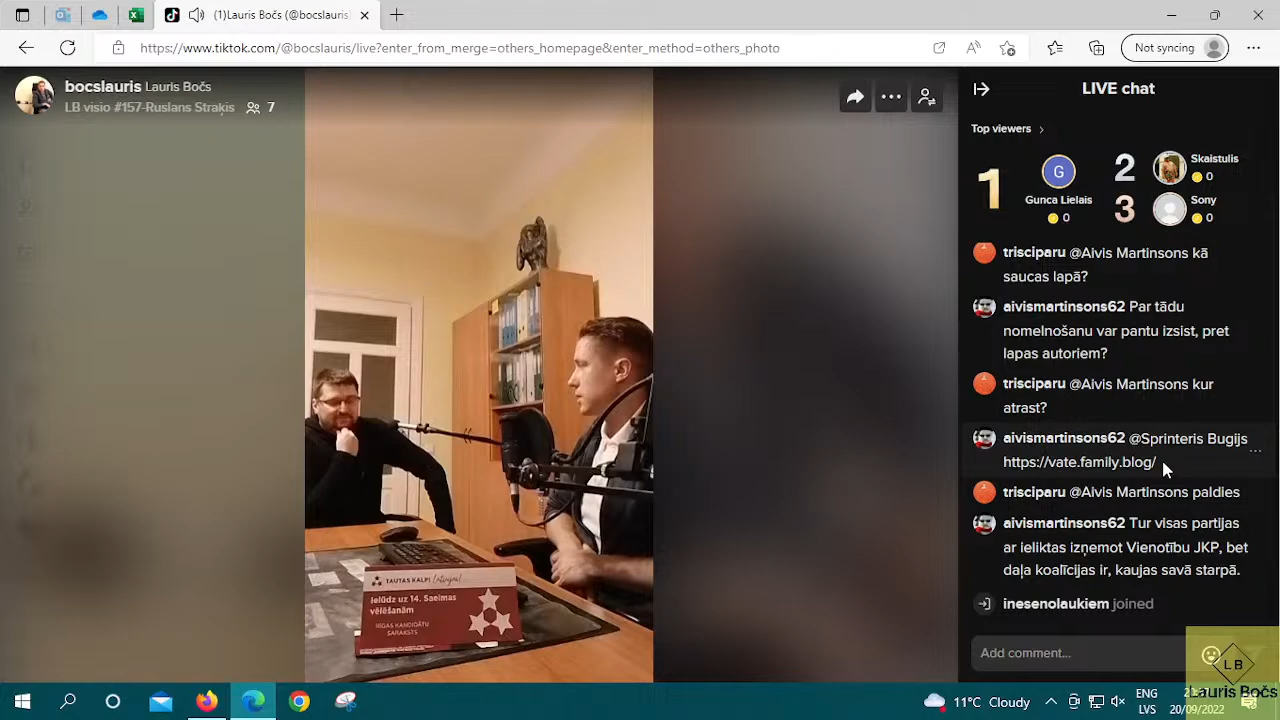 (1)Lauris Bočs (@bocslauris
https://www.tiktok.com/@bocslauris/live?enter_from_merge=others_homepage&enter_method=others_photo
Not syncing
bocslauris Lauris Bočs
LB visio #157-Ruslans Straķis 7
LIVE chat
Top viewers
1 G Gunca Lielais 0
2 Skaistulis 0
3 Sony 0
trisciparu @Aivis Martinsons kā
saucas lapā?
aivismartinsons62 Par tādu
nomelnošanu var pantu izsist, pret
lapas autoriem?
trisciparu @Aivis Martinsons kur
atrast?
aivismartinsons62 @Sprinteris Bugijs
https://vate.family.blog/
trisciparu @Aivis Martinsons paldies
aivismartinsons62 Tur visas partijas
ar ieliktas izņemot Vienotību JKP, bet
daļa koalīcijas ir, kaujas savā starpā.
inesenolaukiem joined
Add comment...
TAUTAS KALPI Latvijai!
Ielūdz uz 14. Saeimas
vēlēšanām
RĪGAS KANDIDĀTU
SARAKSTS
LB
Lauris Bočs
11°C Cloudy
ENG
LVS
20/09/2022